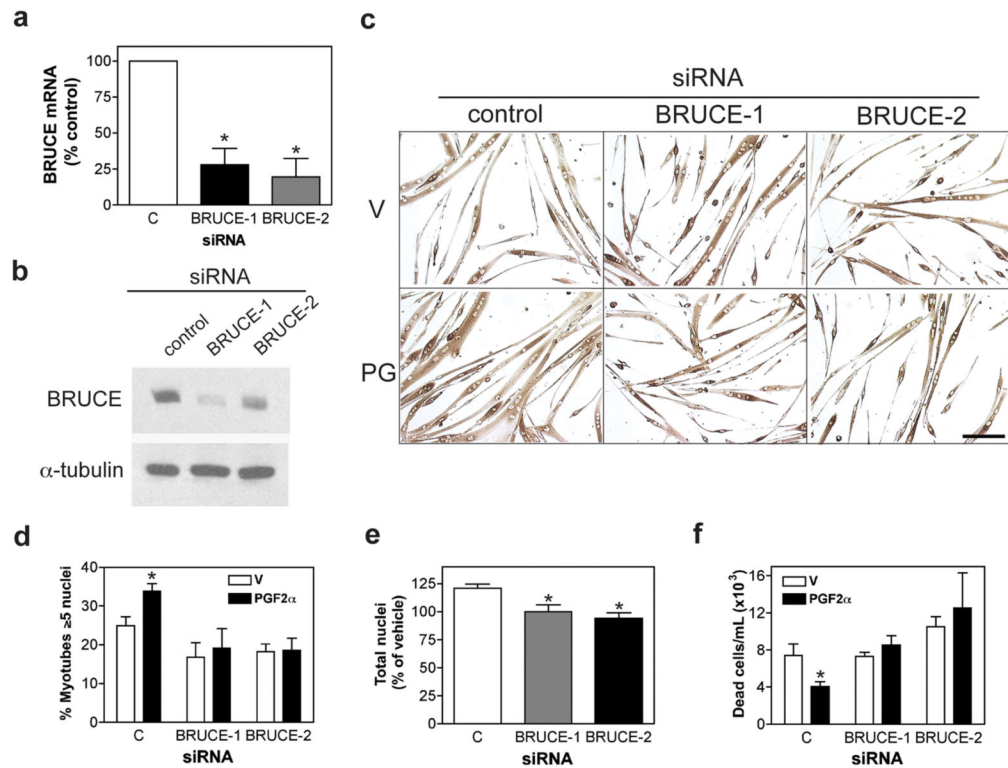 a
BRUCE mRNA
(% control)
100
75
50
25
0
C
BRUCE-1
BRUCE-2
siRNA
*
*
b
siRNA
control
BRUCE-1
BRUCE-2
BRUCE
α-tubulin
c
siRNA
control
BRUCE-1
BRUCE-2
V
PG
d
% Myotubes ≥5 nuclei
40
30
20
10
0
V
PGF2α
*
C
BRUCE-1
BRUCE-2
siRNA
e
Total nuclei
(% of vehicle)
125
100
75
50
25
0
*
*
C
BRUCE-1
BRUCE-2
siRNA
f
Dead cells/mL (x10³)
16
12
8
4
0
V
PGF2α
*
C
BRUCE-1
BRUCE-2
siRNA